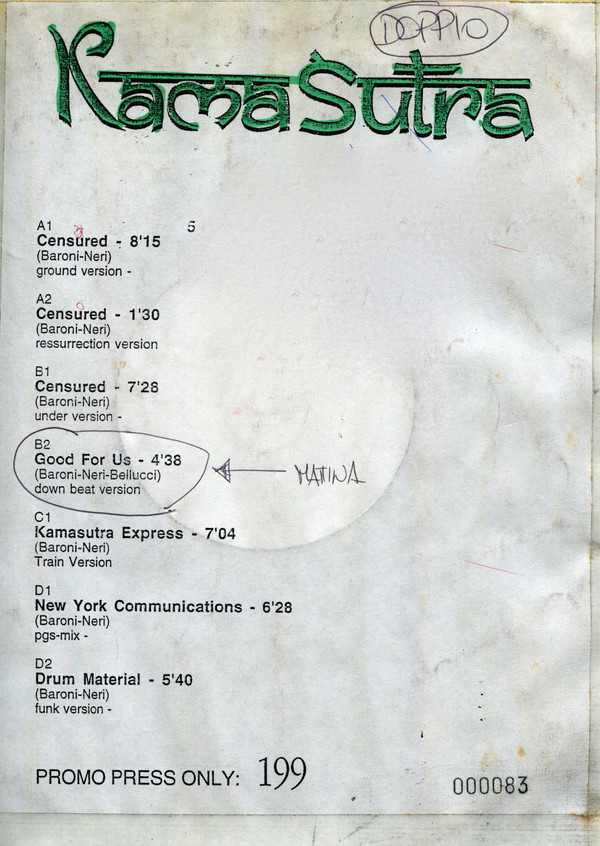 DOPPIO
Kama Sutra
A1
5
Censured - 8'15
(Baroni-Neri)
ground version -
A2
Censured - 1'30
(Baroni-Neri)
ressurrection version
B1
Censured - 7'28
(Baroni-Neri)
under version -
B2
Good For Us - 4'38
(Baroni-Neri-Bellucci)
down beat version
MATINA
C1
Kamasutra Express - 7'04
(Baroni-Neri)
Train Version
D1
New York Communications - 6'28
(Baroni-Neri)
pgs-mix -
D2
Drum Material - 5'40
(Baroni-Neri)
funk version -
PROMO PRESS ONLY: 199
000083